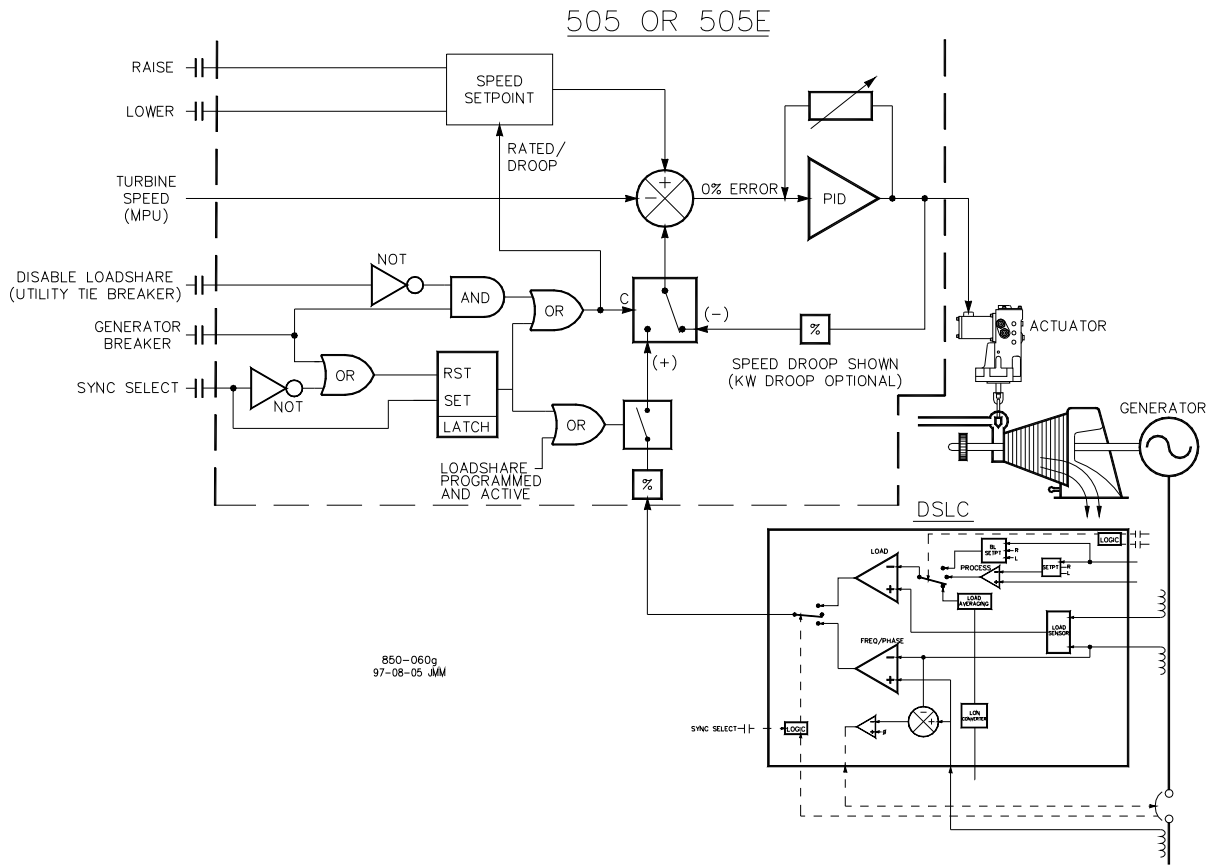 505 OR 505E
RAISE
SPEED
SETPOINT
LOWER
RATED/
DROOP
TURBINE
SPEED
(MPU)
+
−
0% ERROR
PID
DISABLE LOADSHARE
(UTILITY TIE BREAKER)
NOT
AND
OR
C
(−)
%
ACTUATOR
GENERATOR
BREAKER
(+)
SPEED DROOP SHOWN
(KW DROOP OPTIONAL)
SYNC SELECT
NOT
OR
RST
SET
LATCH
OR
GENERATOR
LOADSHARE
PROGRAMMED
AND ACTIVE
%
DSLC
LOGIC
LOAD
BL
SETPT
R
L
PROCESS
SETPT
R
L
−
+
−
+
LOAD
AVERAGING
LOAD
SENSOR
FREQ/PHASE
−
+
850-060g
97-08-05 JMM
LON
CONVERTER
−
+
SYNC SELECT
LOGIC